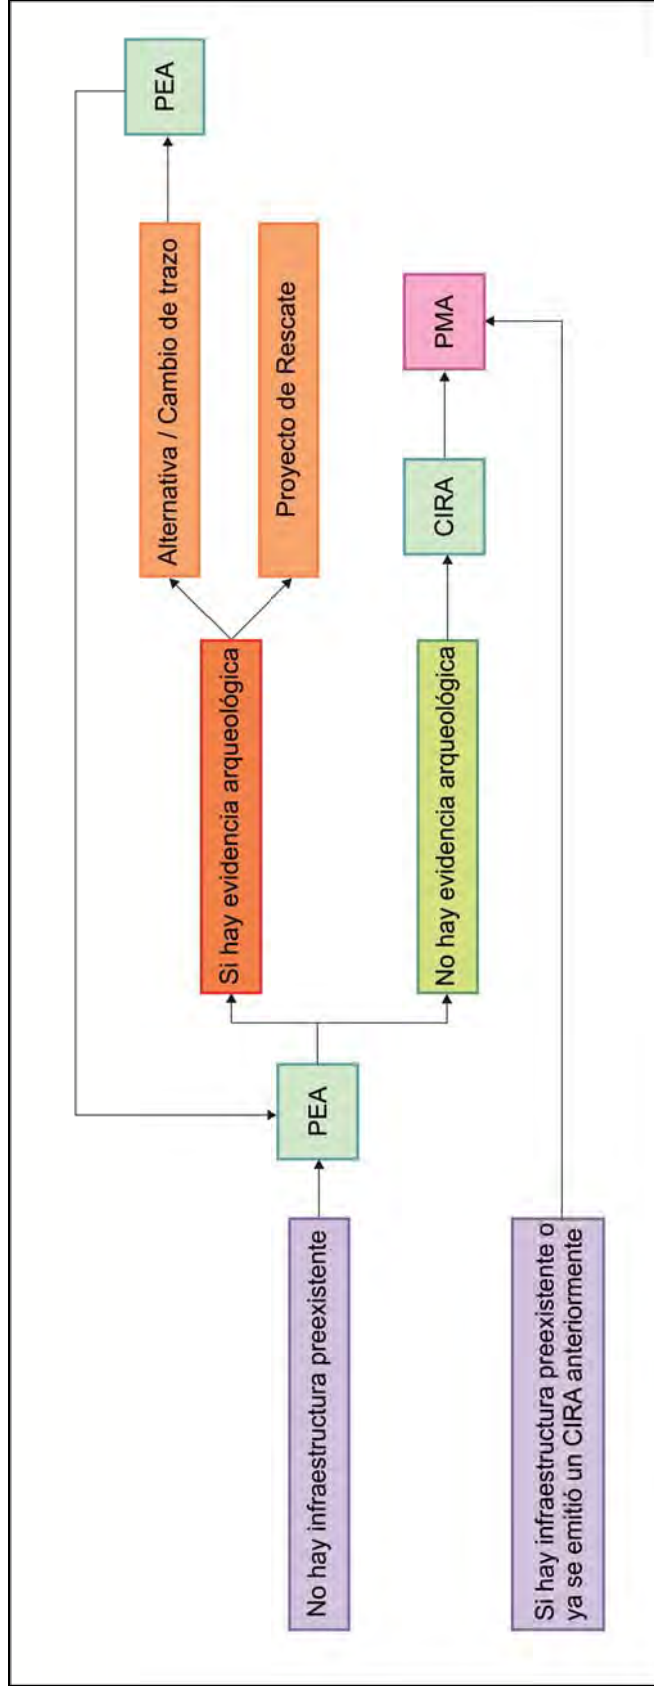 No hay infraestructura preexistente
Si hay infraestructura preexistente o
ya se emitió un CIRA anteriormente
PEA
Si hay evidencia arqueológica
No hay evidencia arqueológica
Alternativa / Cambio de trazo
Proyecto de Rescate
CIRA
PMA
PEA